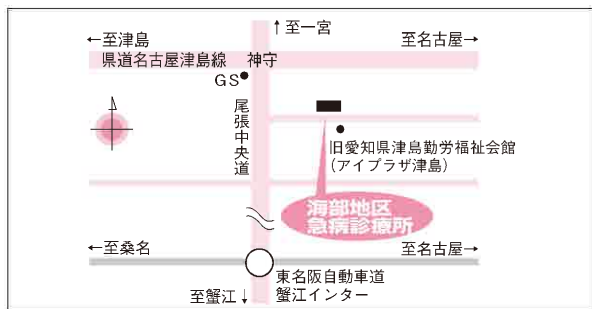 ↑至一宮
←至津島
至名古屋→
県道名古屋津島線 神守
GS
尾張中央道
旧愛知県津島勤労福祉会館
(アイプラザ津島)
海部地区
急病診療所
←至桑名
至名古屋→
東名阪自動車道
蟹江インター
至蟹江↓